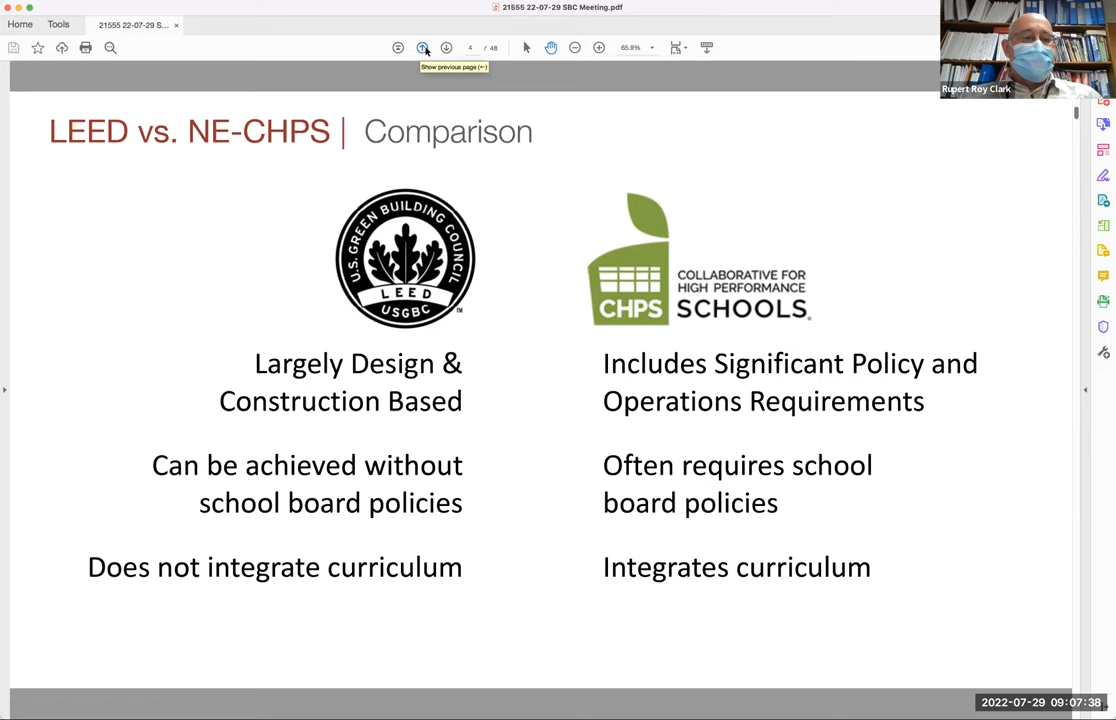 21555 22-07-29 SBC Meeting.pdf
Home
Tools
21555 22-07-29 S...
×
4 / 48
65.9%
Show previous page (←)
Rupert Roy Clark
LEED vs. NE-CHPS | Comparison
U.S. GREEN BUILDING COUNCIL
LEED
USGBC
TM
CHPS
COLLABORATIVE FOR
HIGH PERFORMANCE
SCHOOLS
Largely Design &
Construction Based
Includes Significant Policy and
Operations Requirements
Can be achieved without
school board policies
Often requires school
board policies
Does not integrate curriculum
Integrates curriculum
2022-07-29 09:07:38